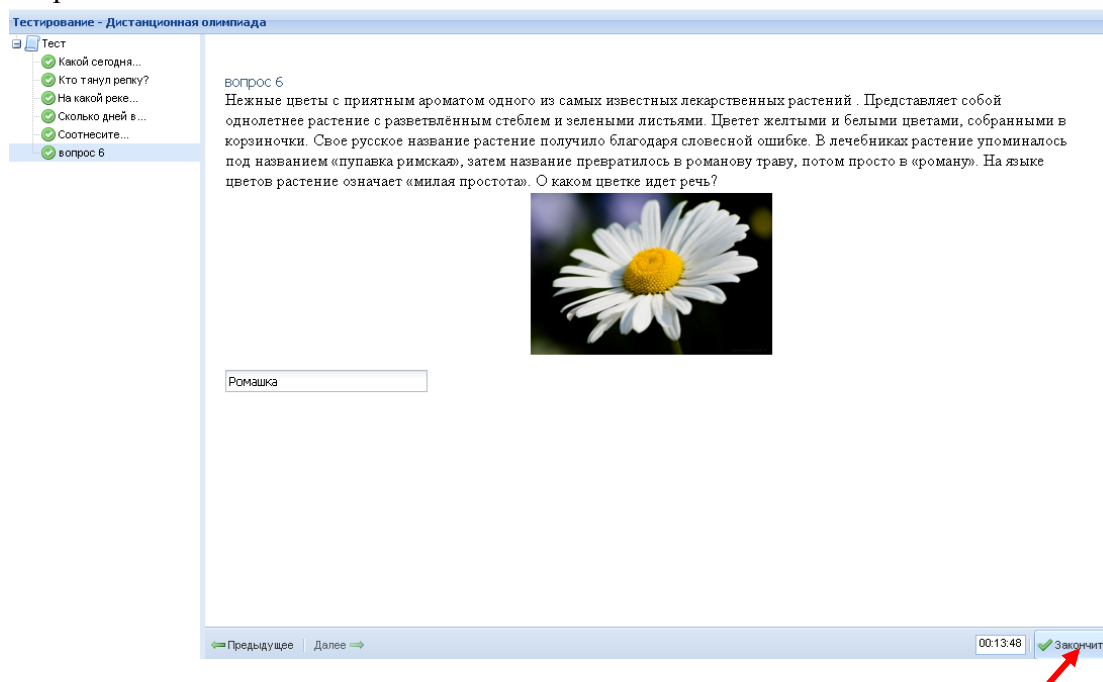 Тестирование - Дистанционная олимпиада
Тест
Какой сегодня...
Кто тянул репку?
На какой реке...
Сколько дней в...
Соотнесите...
вопрос 6
вопрос 6
Нежные цветы с приятным ароматом одного из самых известных лекарственных растений . Представляет собой
однолетнее растение с разветвлённым стеблем и зелеными листьями. Цветет желтыми и белыми цветами, собранными в
корзиночки. Свое русское название растение получило благодаря словесной ошибке. В лечебниках растение упоминалось
под названием «пупавка римская», затем название превратилось в романову траву, потом просто в «роману». На языке
цветов растение означает «милая простота». О каком цветке идет речь?
Ромашка
Предыдущее Далее 00:13:48 Закончит